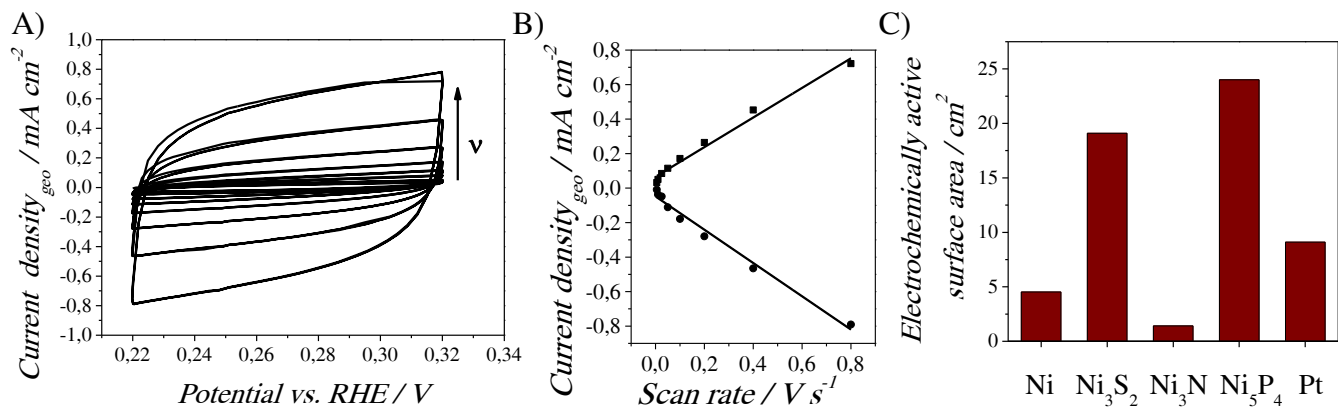 A)
Current density_geo / mA cm^-2
1,0
0,8
0,6
0,4
0,2
0,0
-0,2
-0,4
-0,6
-0,8
-1,0
0,22 0,24 0,26 0,28 0,30 0,32 0,34
Potential vs. RHE / V
ν
B)
Current density_geo / mA cm^-2
0,8
0,6
0,4
0,2
0,0
-0,2
-0,4
-0,6
-0,8
0,0 0,2 0,4 0,6 0,8
Scan rate / V s^-1
C)
Electrochemically active
surface area / cm^2
25
20
15
10
5
0
Ni Ni_3S_2 Ni_3N Ni_5P_4 Pt